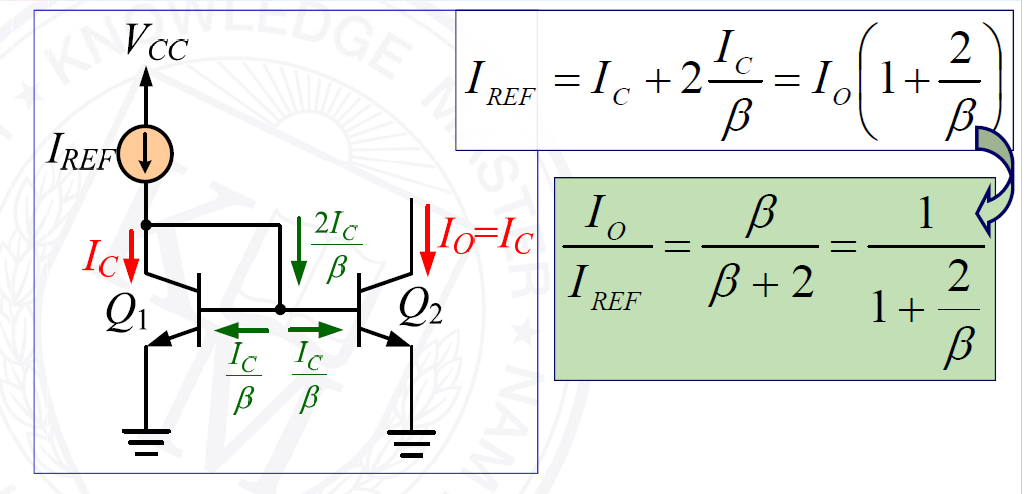 V_CC
I_REF
I_C
Q_1
2I_C/β
I_O=I_C
Q_2
I_C/β I_C/β
I_REF = I_C + 2 I_C/β = I_O(1 + 2/β)
I_O/I_REF = β/(β + 2) = 1/(1 + 2/β)
KNOWLEDGE